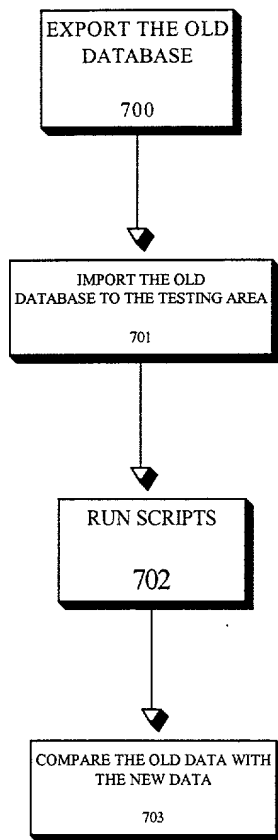 EXPORT THE OLD
DATABASE
700
IMPORT THE OLD
DATABASE TO THE TESTING AREA
701
RUN SCRIPTS
702
COMPARE THE OLD DATA WITH
THE NEW DATA
703